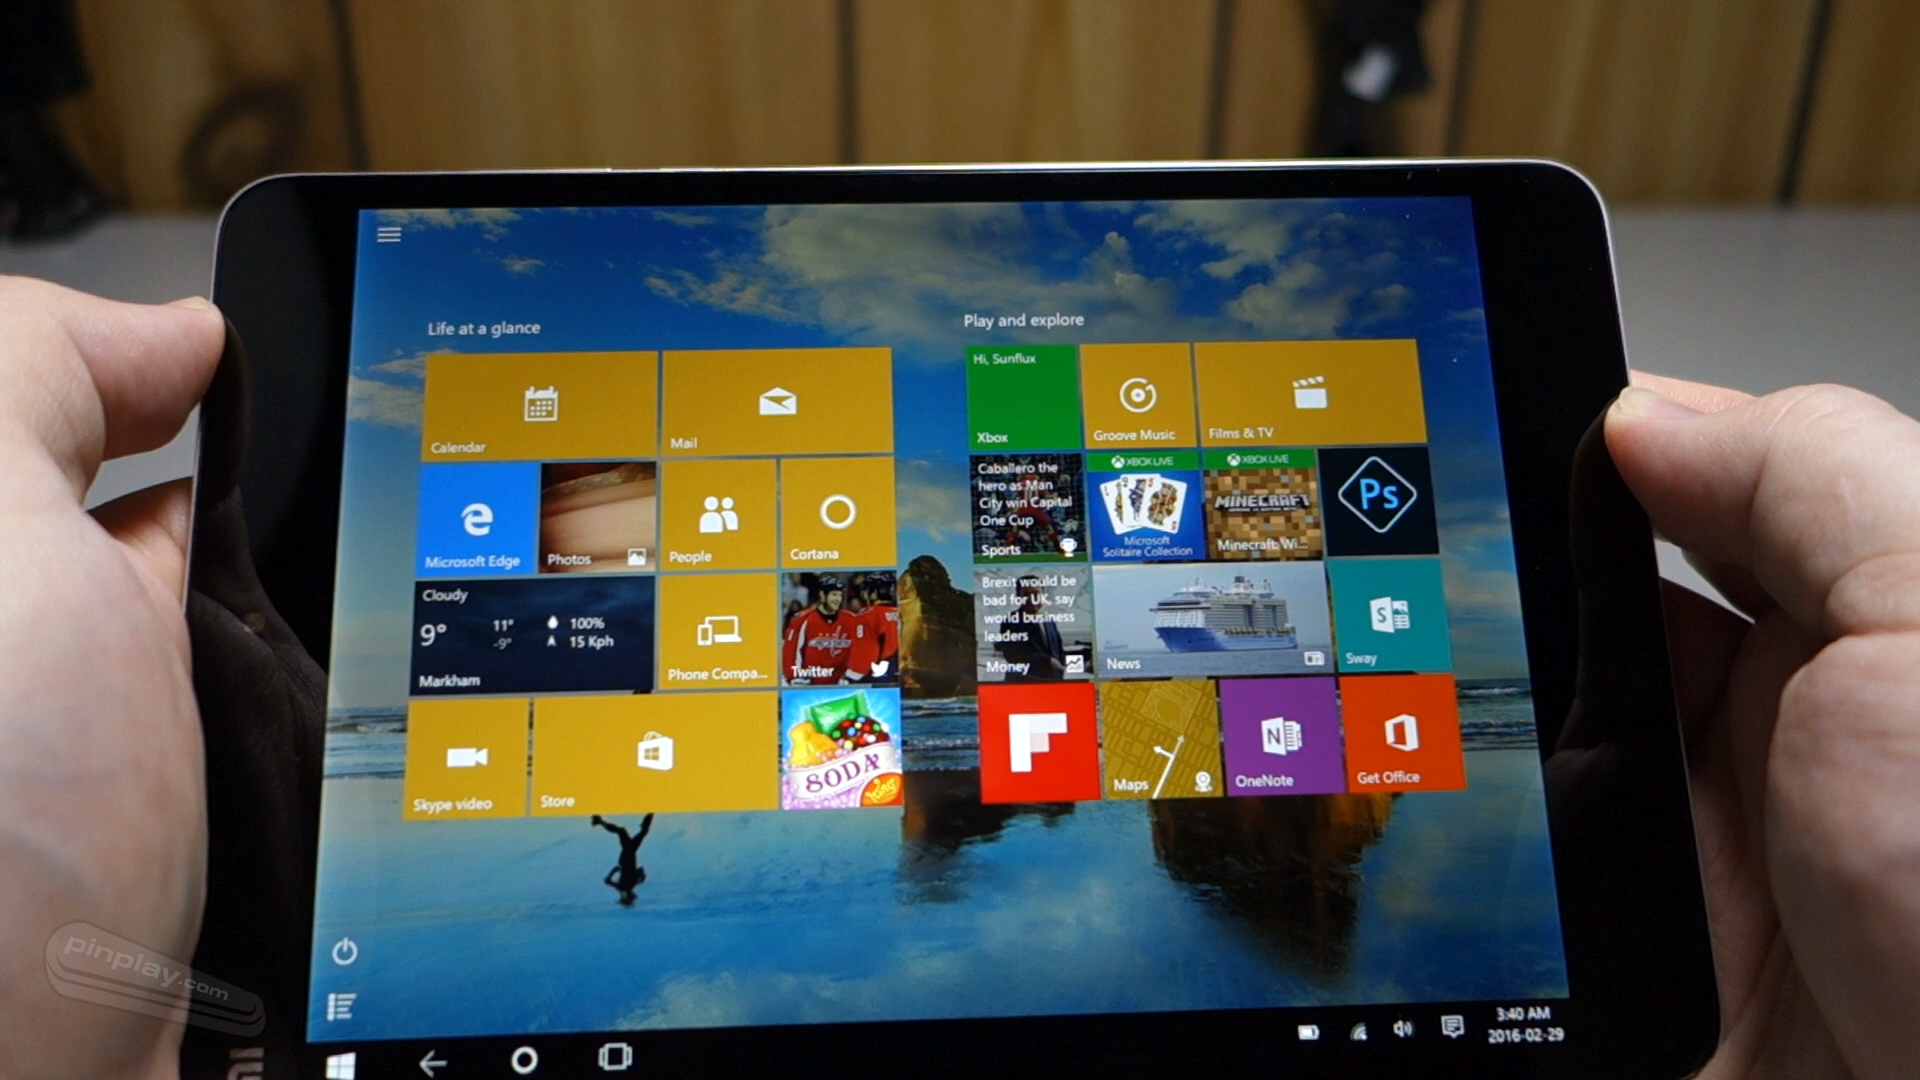 Life at a glance
Play and explore
Calendar
Mail
Hi, Sunflux
Xbox
Groove Music
Films & TV
Microsoft Edge
Photos
People
Cortana
Caballero the
hero as Man
City win Capital
One Cup
Sports
XBOX LIVE
Microsoft
Solitaire Collection
XBOX LIVE
MINECRAFT
Minecraft: Wi...
Ps
Cloudy
9°
11°
-9°
100%
15 Kph
Markham
Phone Compa...
Twitter
Brexit would be
bad for UK, say
world business
leaders
Money
News
S
Sway
Skype video
Store
SODA
King
Maps
N
OneNote
Get Office
pinplay.com
mi
3:40 AM
2016-02-29